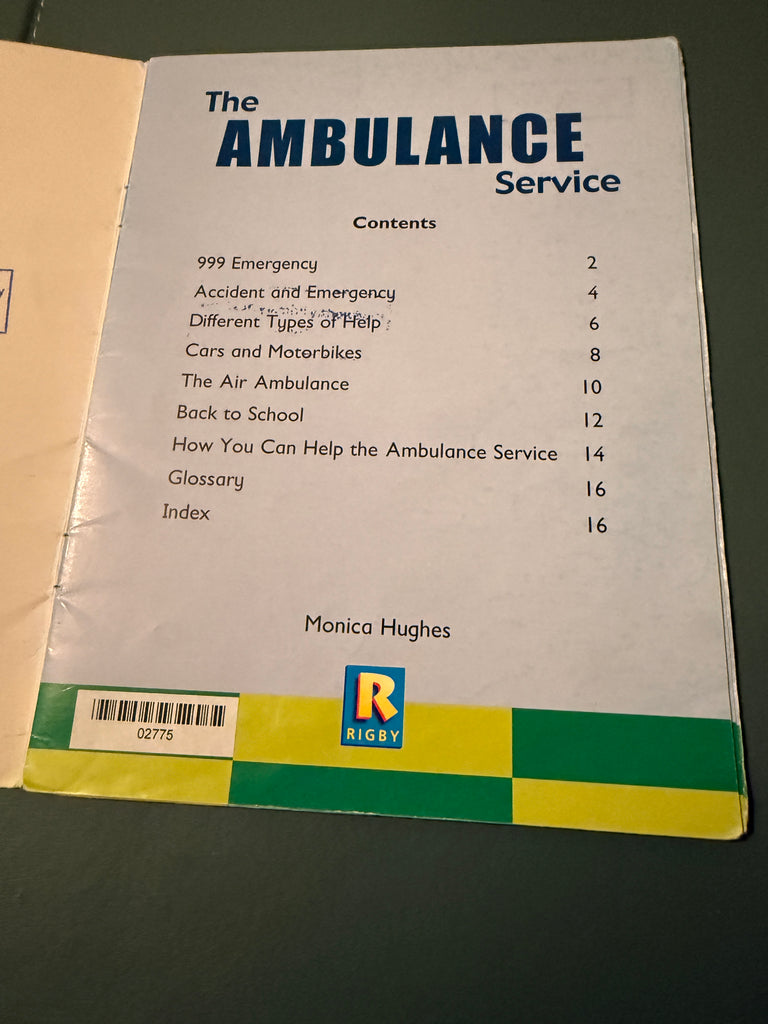 The
AMBULANCE
Service
Contents
999 Emergency 2
Accident and Emergency 4
Different Types of Help 6
Cars and Motorbikes 8
The Air Ambulance 10
Back to School 12
How You Can Help the Ambulance Service 14
Glossary 16
Index 16
Monica Hughes
R
RIGBY
02775